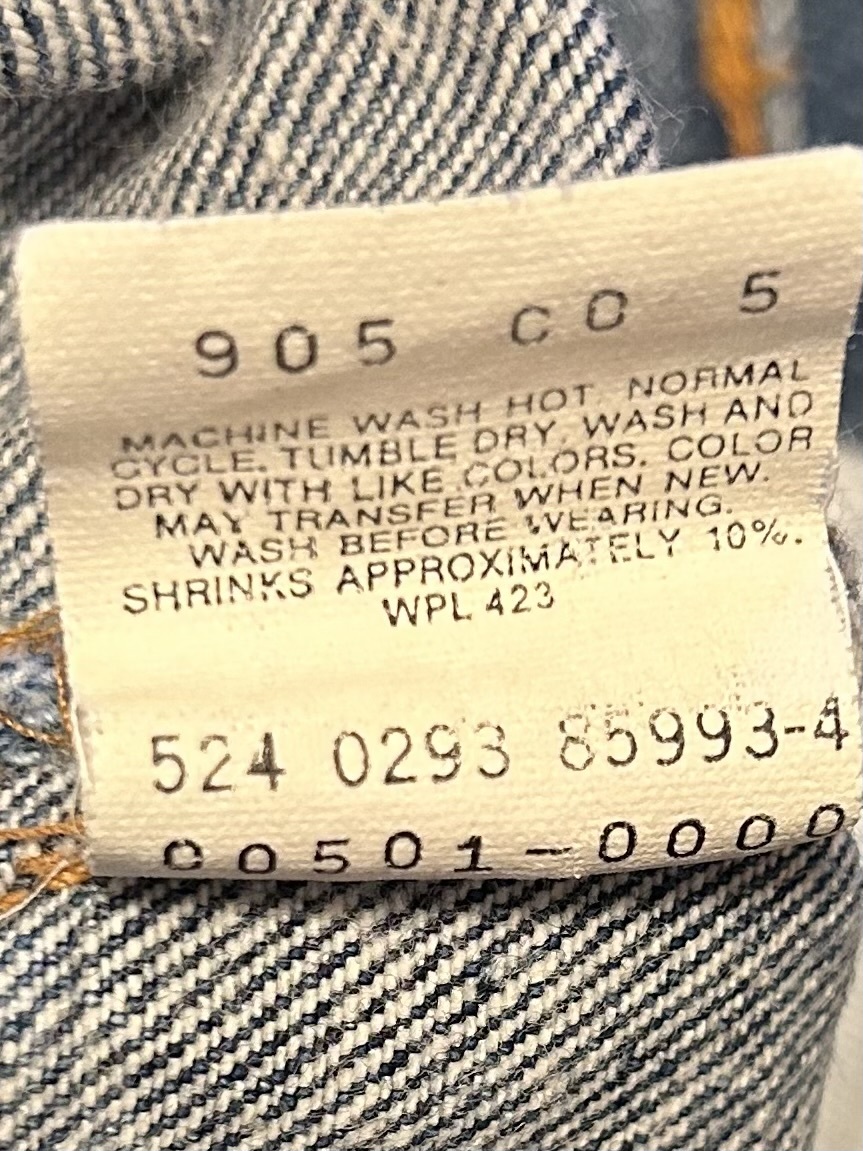 905 CO 5
MACHINE WASH HOT, NORMAL
CYCLE. TUMBLE DRY. WASH AND
DRY WITH LIKE COLORS. COLOR
MAY TRANSFER WHEN NEW.
WASH BEFORE WEARING.
SHRINKS APPROXIMATELY 10%.
WPL 423
524 0293 85993-4
00501-0000